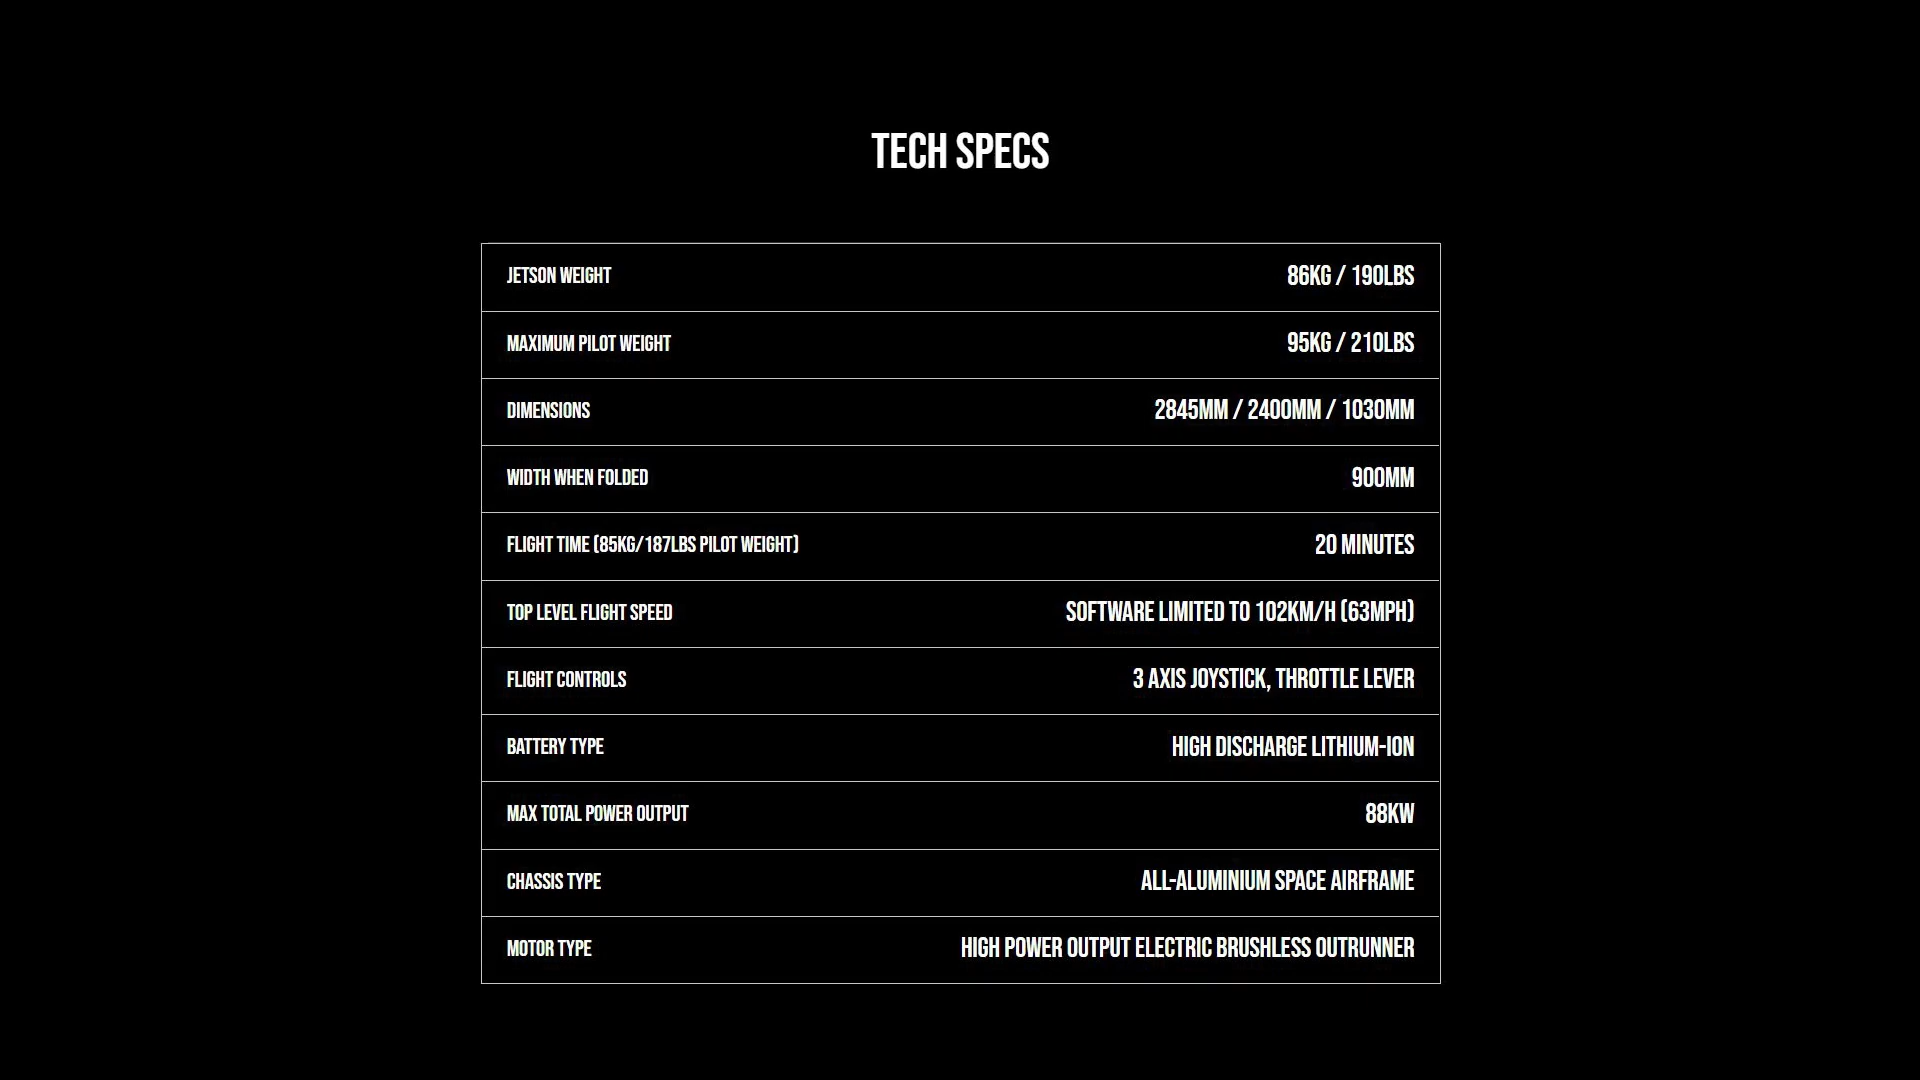 TECH SPECS
JETSON WEIGHT 86KG / 190LBS
MAXIMUM PILOT WEIGHT 95KG / 210LBS
DIMENSIONS 2845MM / 2400MM / 1030MM
WIDTH WHEN FOLDED 900MM
FLIGHT TIME (85KG/187LBS PILOT WEIGHT) 20 MINUTES
TOP LEVEL FLIGHT SPEED SOFTWARE LIMITED TO 102KM/H (63MPH)
FLIGHT CONTROLS 3 AXIS JOYSTICK, THROTTLE LEVER
BATTERY TYPE HIGH DISCHARGE LITHIUM-ION
MAX TOTAL POWER OUTPUT 88KW
CHASSIS TYPE ALL-ALUMINIUM SPACE AIRFRAME
MOTOR TYPE HIGH POWER OUTPUT ELECTRIC BRUSHLESS OUTRUNNER